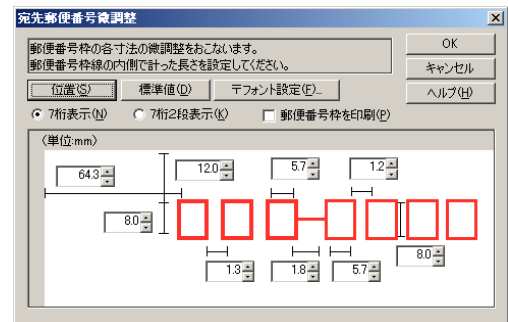 宛先郵便番号微調整
郵便番号枠の各寸法の微調整をおこないます。
郵便番号枠線の内側で計った長さを設定してください。
OK
キャンセル
ヘルプ(H)
位置(S) 標準値(D) デフォント設定(F)...
7桁表示(N) 7桁2段表示(K) 郵便番号枠を印刷(P)
(単位:mm)
64.3 12.0 5.7 1.2
8.0
1.3 1.8 5.7 8.0